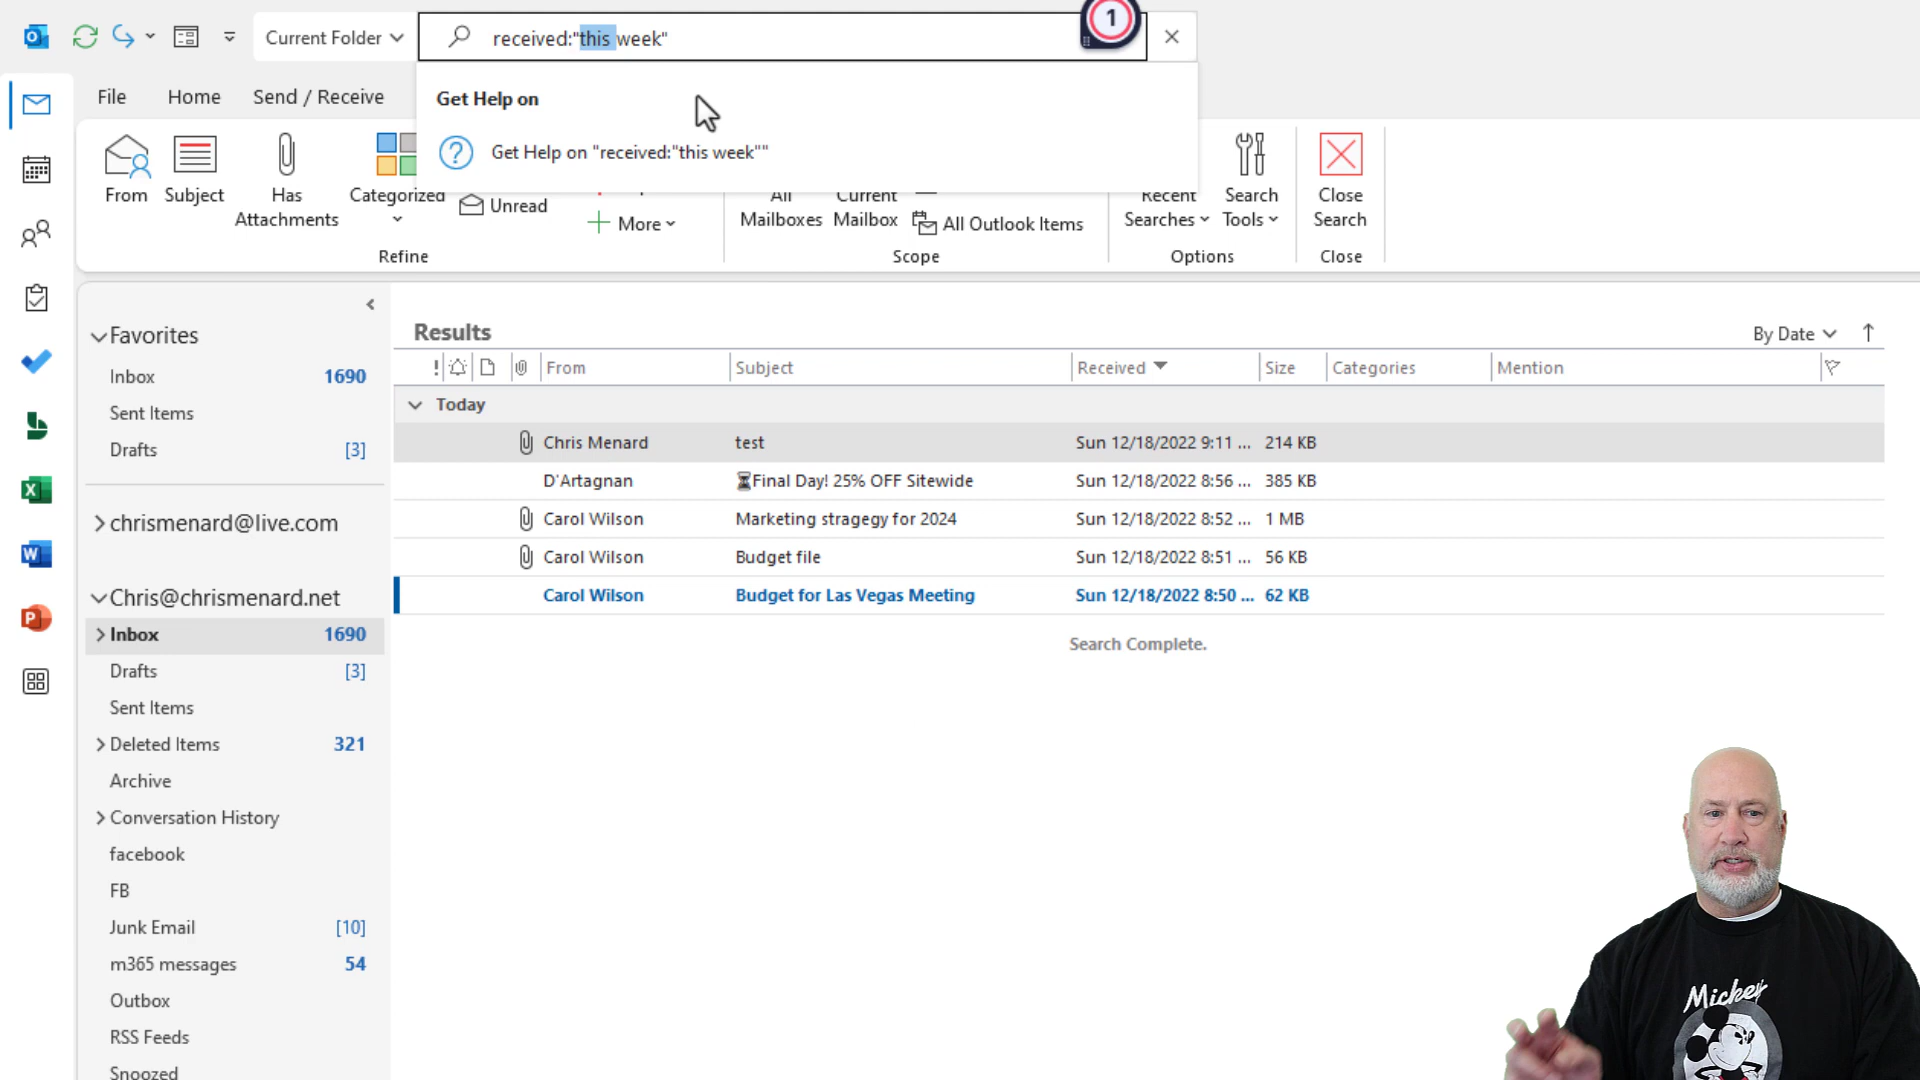 Current Folder
received:"this week"
1
File
Home
Send / Receive
Get Help on
Get Help on "received:"this week""
From
Subject
Has
Attachments
Categorized
Unread
More
Refine
All
Mailboxes
Current
Mailbox
All Outlook Items
Scope
Recent
Searches
Search
Tools
Options
Close
Search
Close
Favorites
Inbox 1690
Sent Items
Drafts [3]
chrismenard@live.com
Chris@chrismenard.net
Inbox 1690
Drafts [3]
Sent Items
Deleted Items 321
Archive
Conversation History
facebook
FB
Junk Email [10]
m365 messages 54
Outbox
RSS Feeds
Snoozed
Results
By Date
! From Subject Received Size Categories Mention
Today
Chris Menard test Sun 12/18/2022 9:11 ... 214 KB
D'Artagnan ⌛Final Day! 25% OFF Sitewide Sun 12/18/2022 8:56 ... 385 KB
Carol Wilson Marketing stragegy for 2024 Sun 12/18/2022 8:52 ... 1 MB
Carol Wilson Budget file Sun 12/18/2022 8:51 ... 56 KB
Carol Wilson Budget for Las Vegas Meeting Sun 12/18/2022 8:50 ... 62 KB
Search Complete.
Mickey